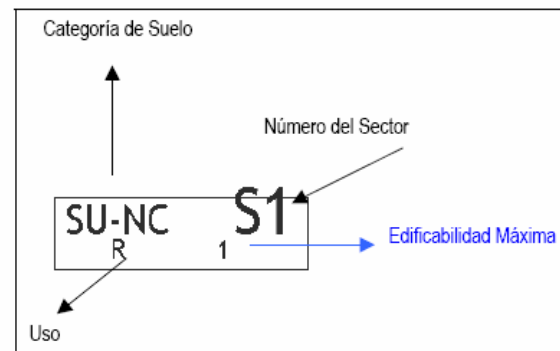 Categoría de Suelo
Número del Sector
SU-NC S1
R 1
Edificabilidad Máxima
Uso